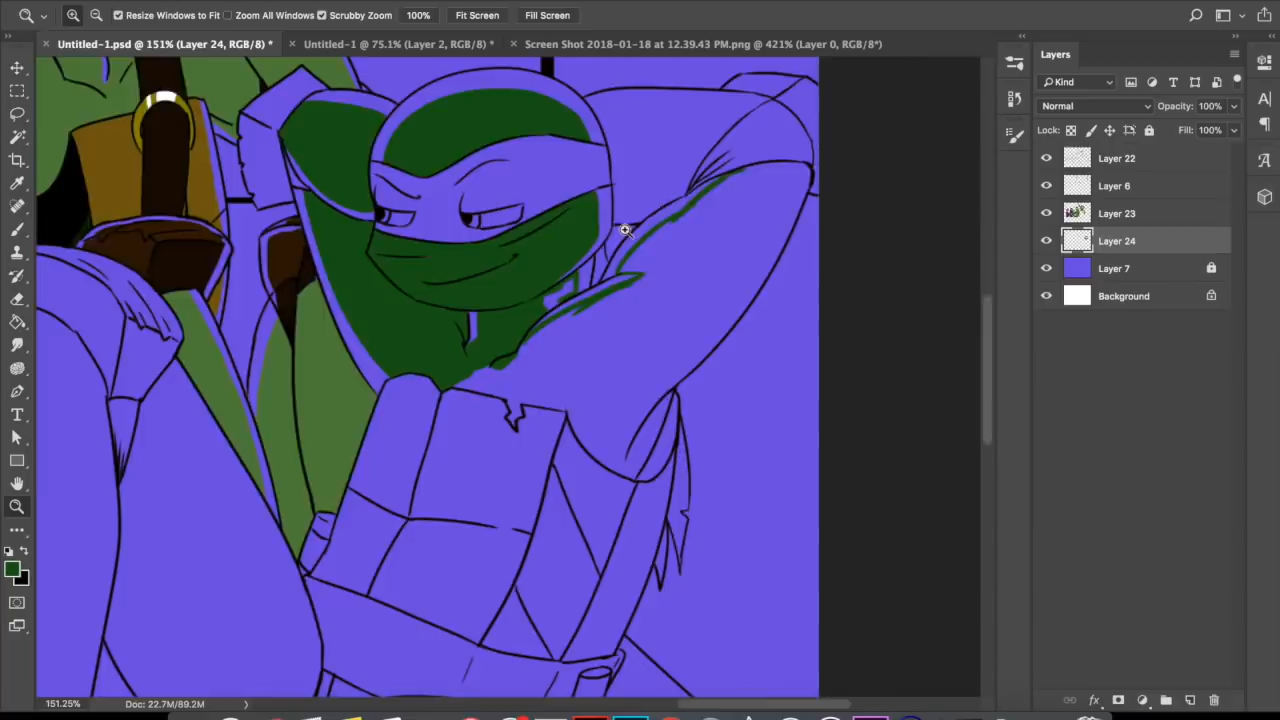 Resize Windows to Fit Zoom All Windows Scrubby Zoom 100% Fit Screen Fill Screen
Untitled-1.psd @ 151% (Layer 24, RGB/8) * Untitled-1 @ 75.1% (Layer 2, RGB/8) * Screen Shot 2018-01-18 at 12.39.43 PM.png @ 421% (Layer 0, RGB/8*)
Layers
Kind
Normal Opacity: 100%
Lock: Fill: 100%
Layer 22
Layer 6
Layer 23
Layer 24
Layer 7
Background
151.25% Doc: 22.7M/89.2M